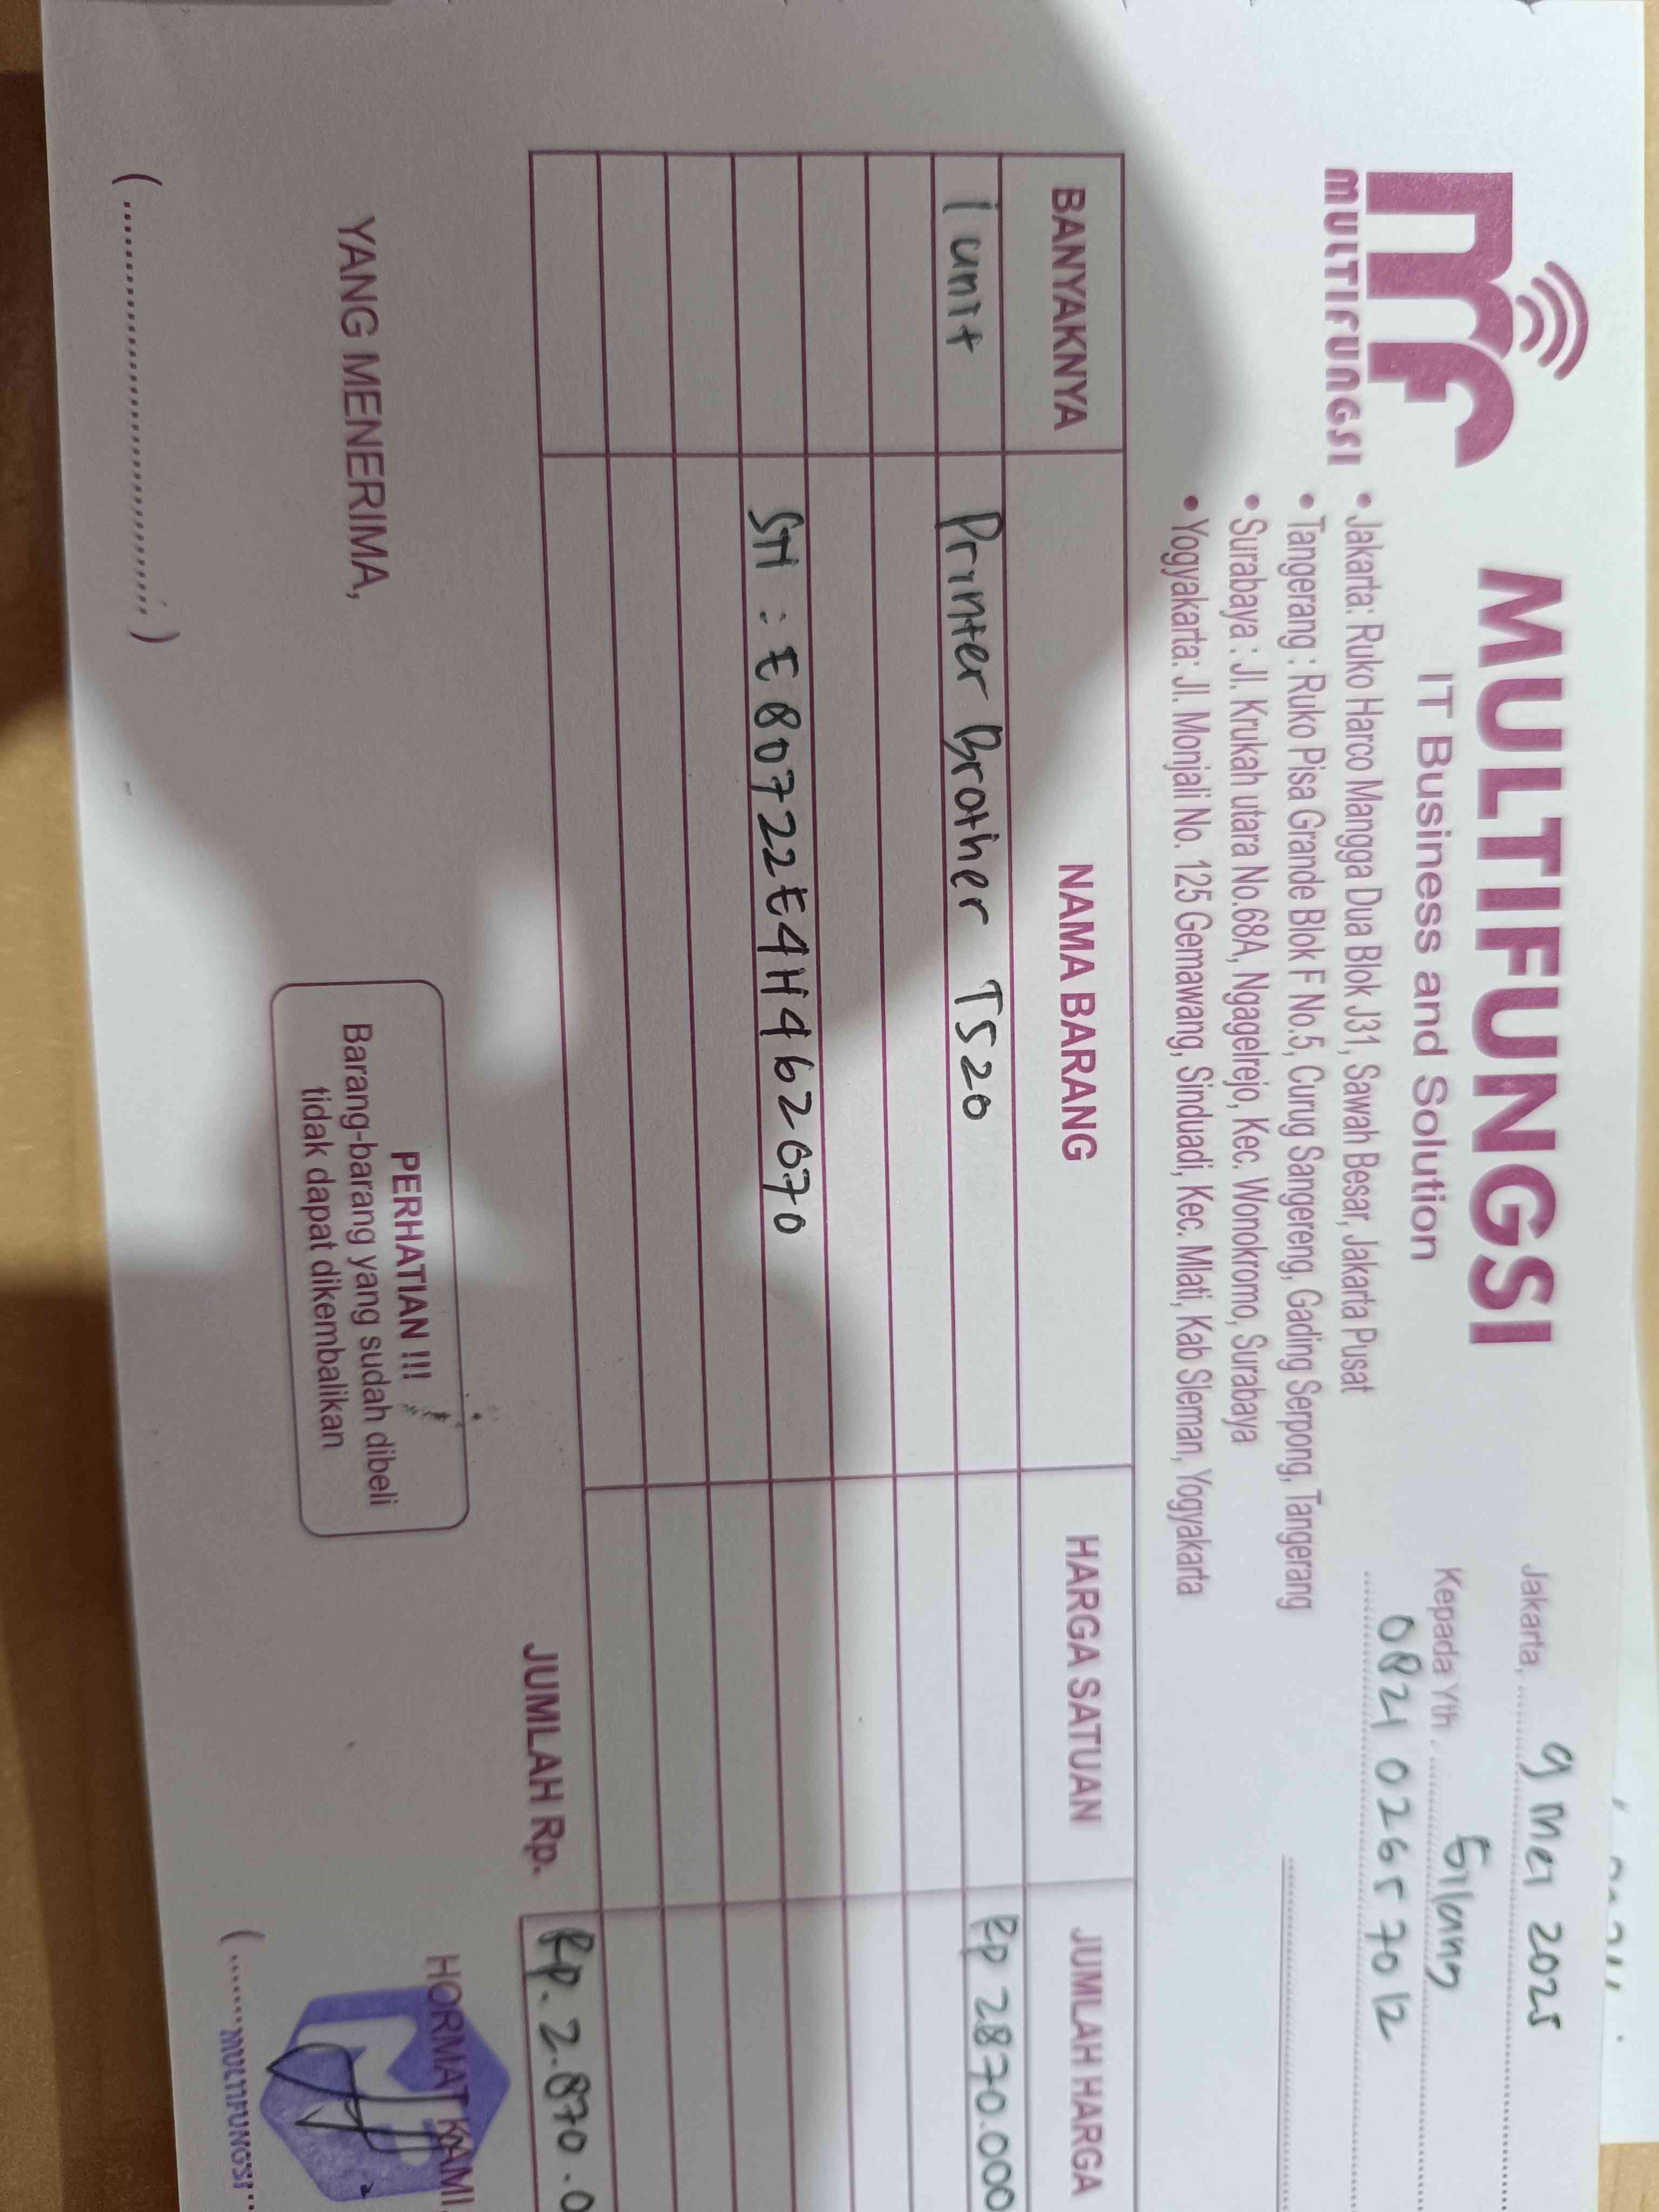 MULTIFUNGSI
MULTIFUNGSI
IT Business and Solution
• Jakarta: Ruko Harco Mangga Dua Blok J31, Sawah Besar, Jakarta Pusat
• Tangerang : Ruko Pisa Grande Blok F No.5, Curug Sangereng, Gading Serpong, Tangerang
• Surabaya : Jl. Krukah utara No.68A, Ngagelrejo, Kec. Wonokromo, Surabaya
• Yogyakarta: Jl. Monjali No. 125 Gemawang, Sinduadi, Kec. Mlati, Kab Sleman, Yogyakarta
Jakarta, 9 Mei 2025
Kepada Yth. Gilang
0821 0265 7012
BANYAKNYA NAMA BARANG HARGA SATUAN JUMLAH HARGA
1 unit Printer Brother T520 Rp 2870.000
SN : E80722E4H462670
JUMLAH Rp. Rp. 2.870.0
YANG MENERIMA,
PERHATIAN !!!
Barang-barang yang sudah dibeli
tidak dapat dikembalikan
HORMAT KAMI,
(........MULTIFUNGSI..
(................................)